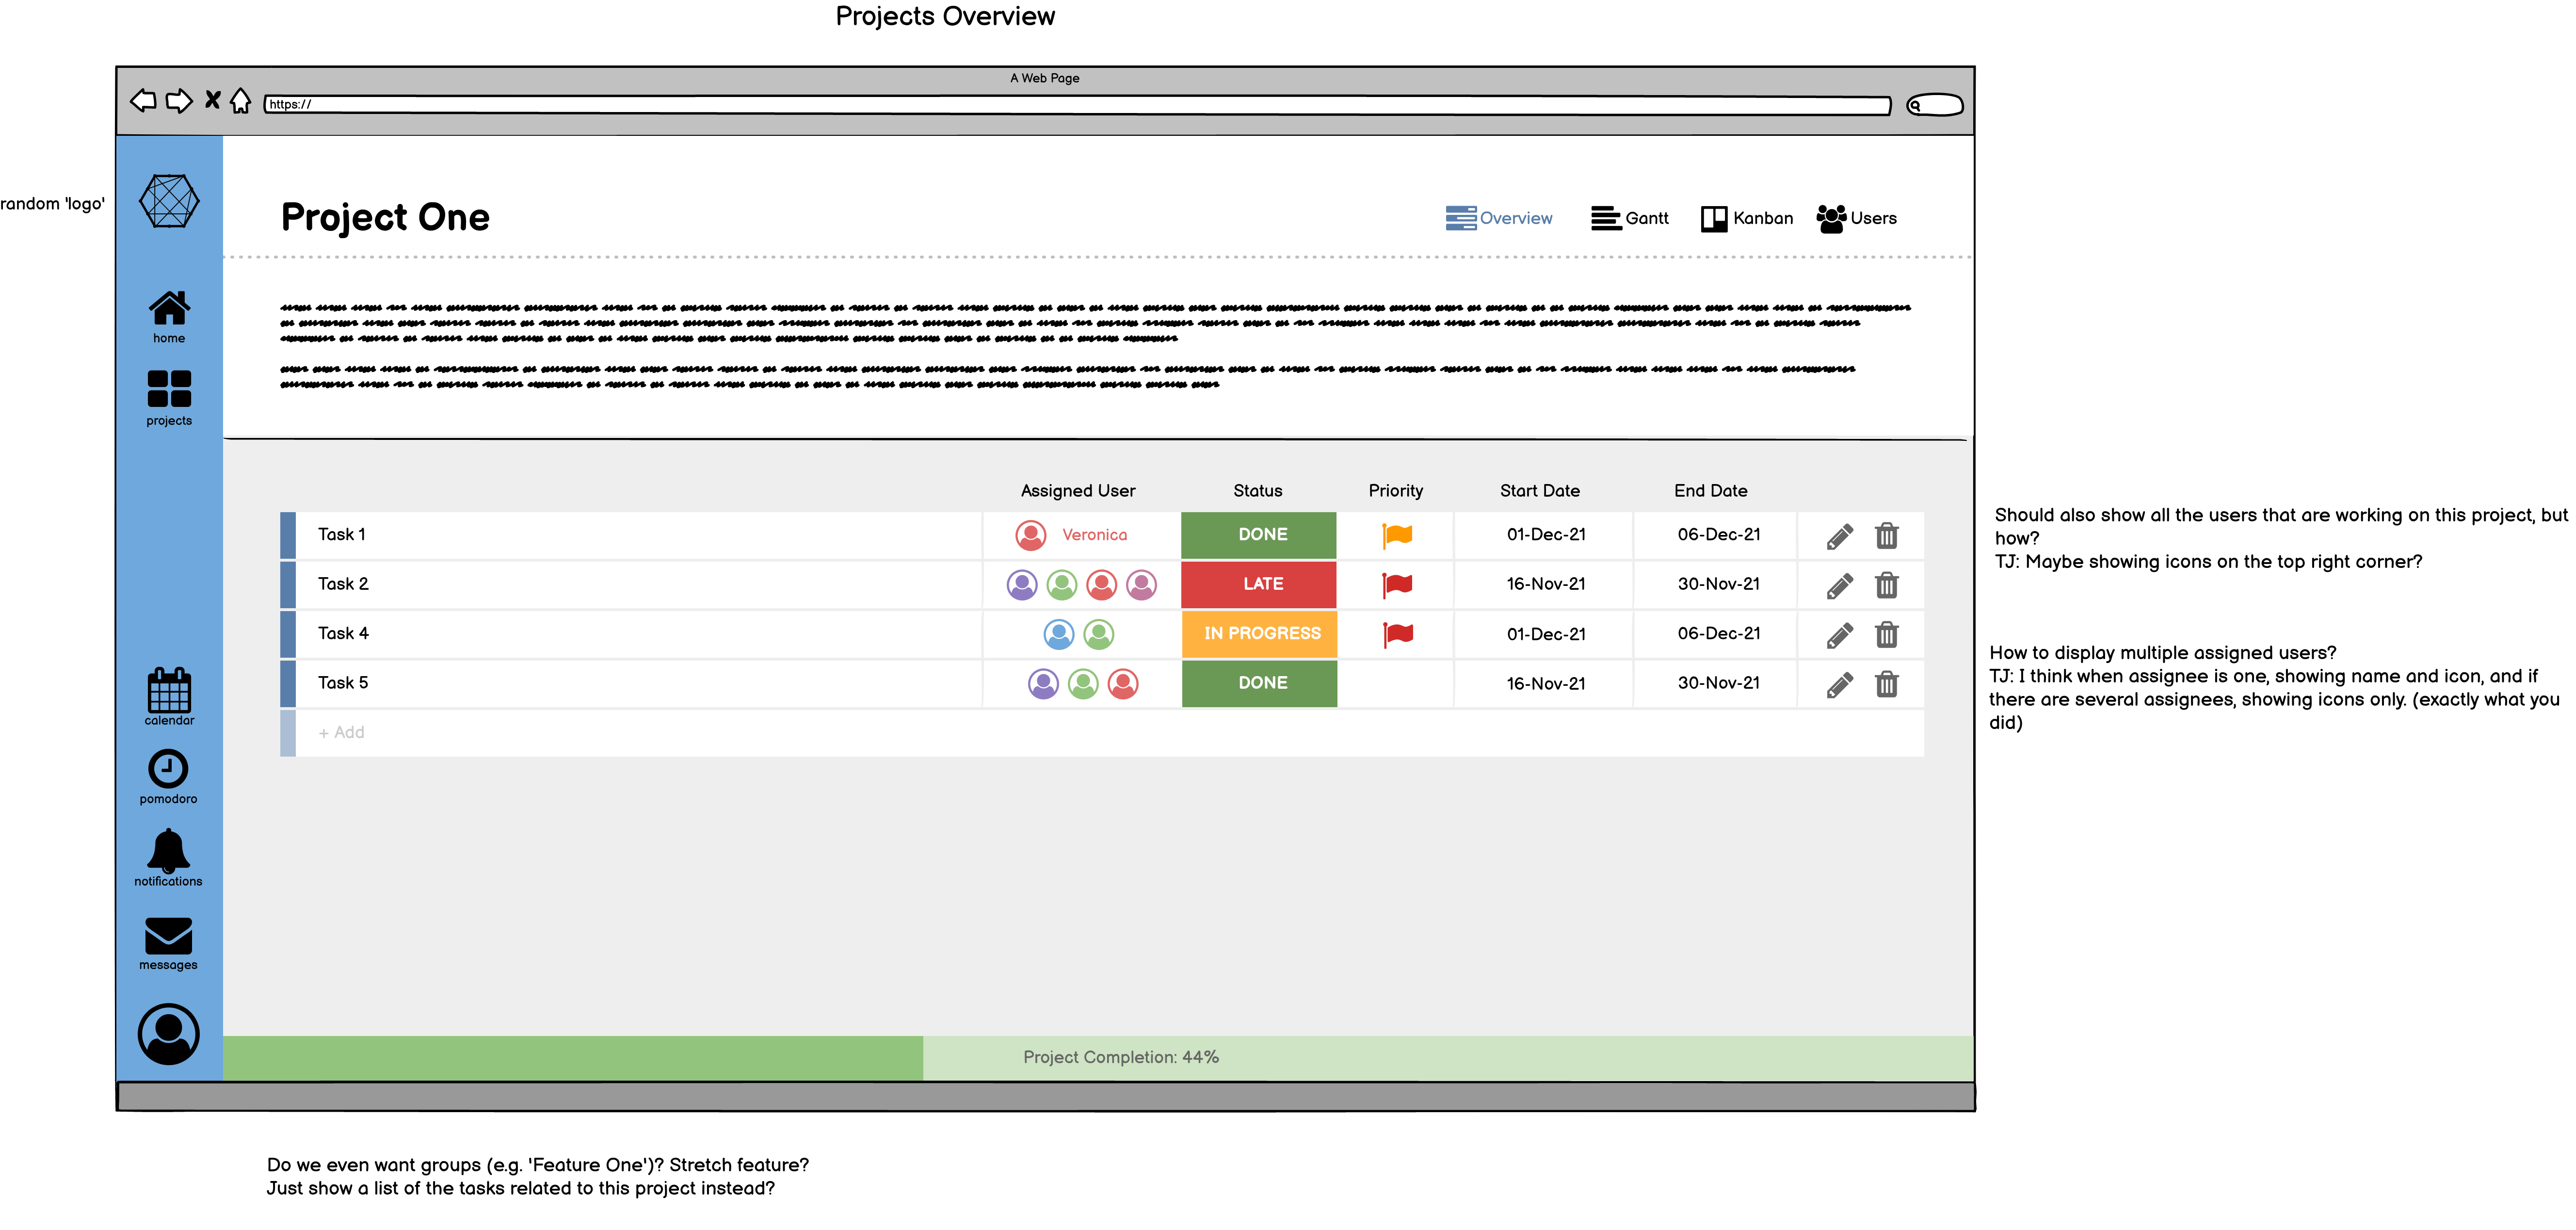 Projects Overview
A Web Page
https://
random 'logo'
Project One
Overview
Gantt
Kanban
Users
home
projects
calendar
pomodoro
notifications
messages
Assigned User Status Priority Start Date End Date
Task 1 Veronica DONE 01-Dec-21 06-Dec-21
Task 2 LATE 16-Nov-21 30-Nov-21
Task 4 IN PROGRESS 01-Dec-21 06-Dec-21
Task 5 DONE 16-Nov-21 30-Nov-21
+ Add
Project Completion: 44%
Should also show all the users that are working on this project, but
how?
TJ: Maybe showing icons on the top right corner?
How to display multiple assigned users?
TJ: I think when assignee is one, showing name and icon, and if
there are several assignees, showing icons only. (exactly what you
did)
Do we even want groups (e.g. 'Feature One')? Stretch feature?
Just show a list of the tasks related to this project instead?